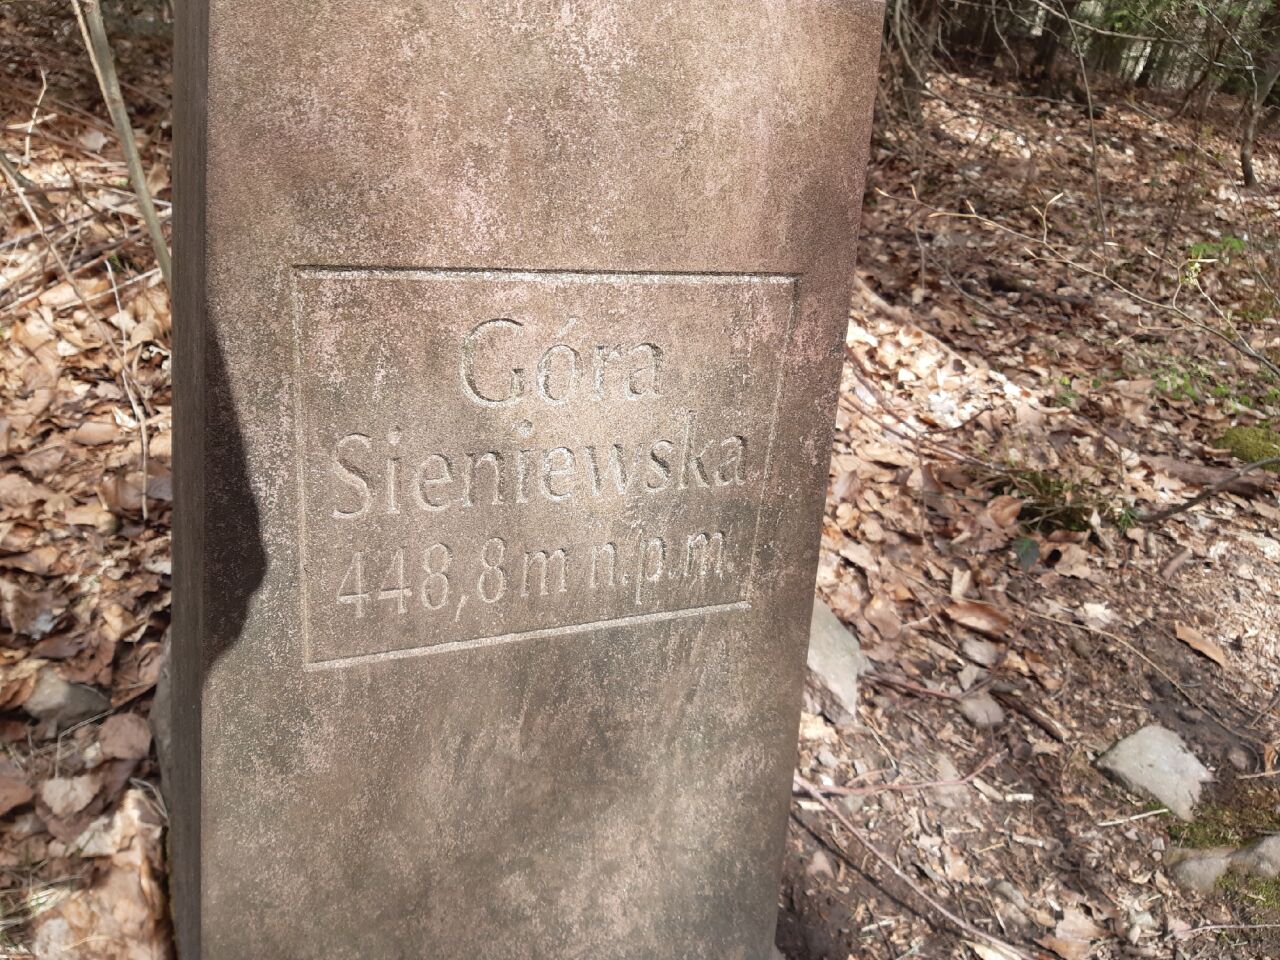 Góra
Sieniewska
448,8 m n.p.m.